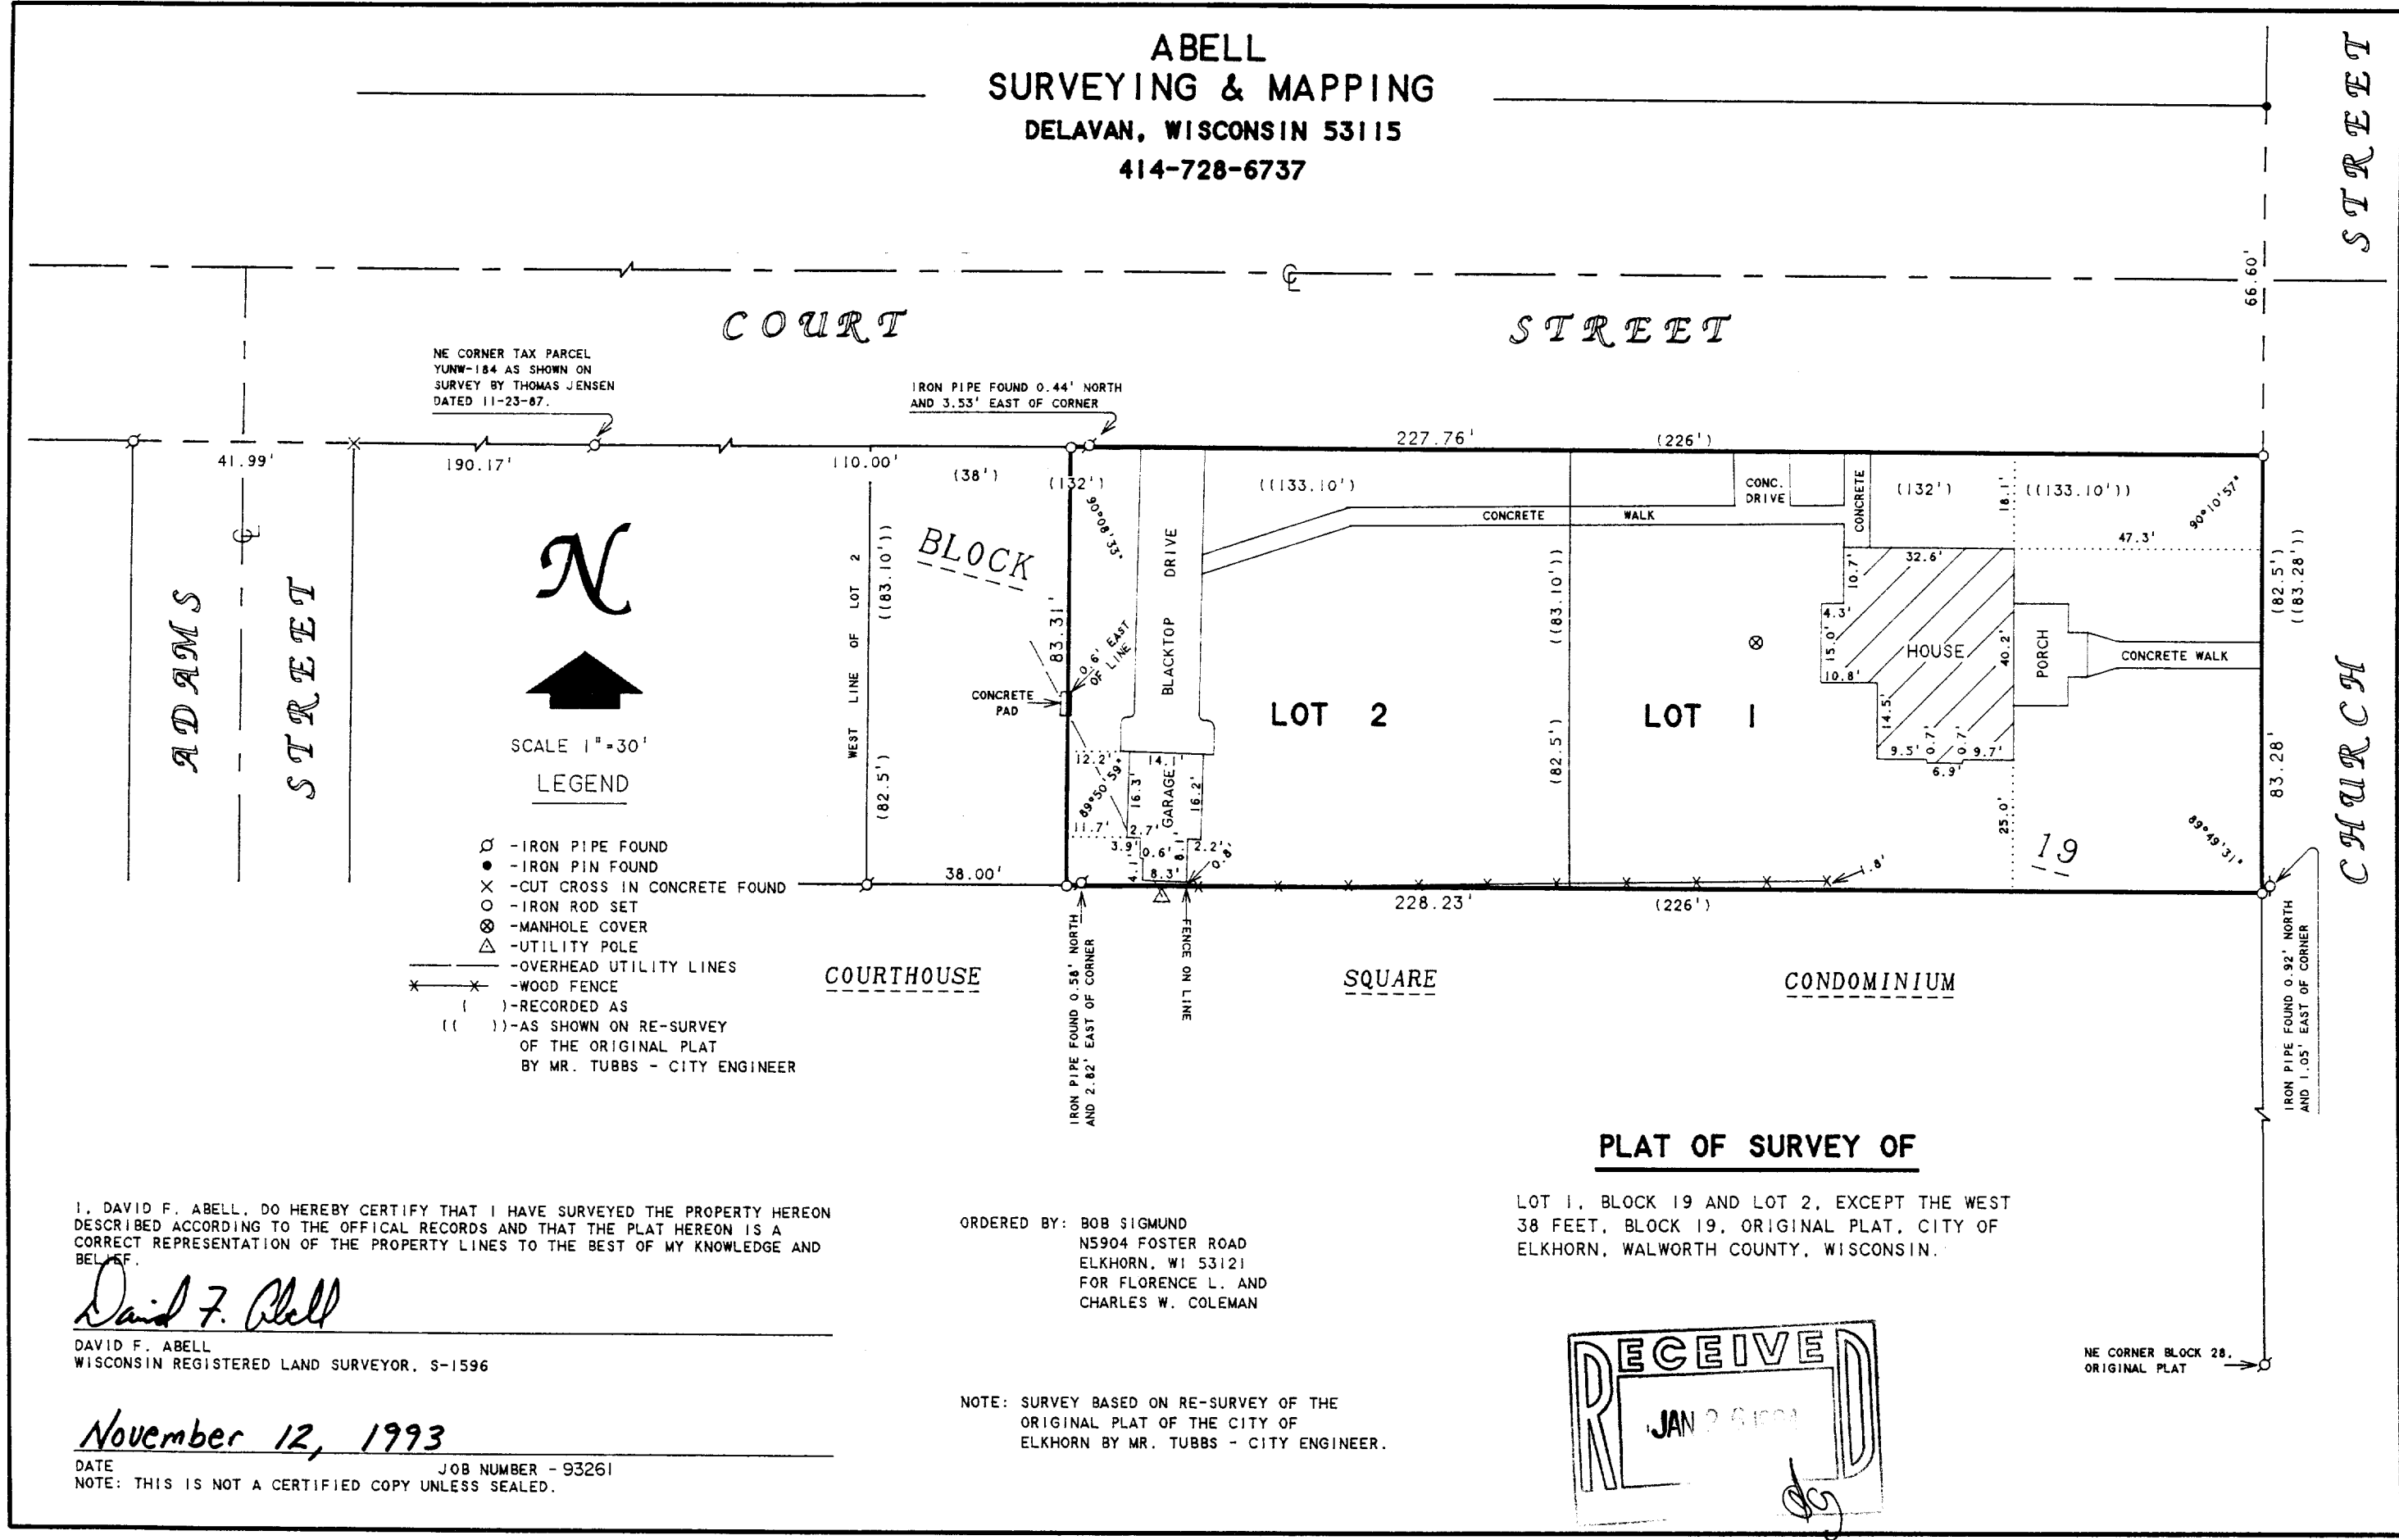 ABELL
SURVEYING & MAPPING
DELAVAN, WISCONSIN 53115
414-728-6737
STREET
66.60'
COURT STREET
NE CORNER TAX PARCEL
YUNW-184 AS SHOWN ON
SURVEY BY THOMAS JENSEN
DATED 11-23-87.
IRON PIPE FOUND 0.44' NORTH
AND 3.53' EAST OF CORNER
41.99'
190.17'
110.00'
(38')
(132')
227.76'
(226')
((133.10'))
(132')
((133.10'))
90°08'33"
90°10'57"
CONC.
DRIVE
CONCRETE
18.1'
47.3'
CONCRETE WALK
N
SCALE 1"=30'
ADAMS
STREET
WEST LINE OF LOT 2
((83.10'))
(82.5')
BLOCK
83.31'
0.6' EAST
OF LINE
CONCRETE
PAD
BLACKTOP DRIVE
LOT 2
((83.10'))
(82.5')
LOT 1
32.6'
10.7'
4.3'
15.0'
10.8'
HOUSE
40.2'
14.5'
9.5'
0.7'
0.7'
9.7'
6.9'
PORCH
CONCRETE WALK
(82.5')
((83.28'))
83.28'
CHURCH
12.2'
14.1'
89°50'59"
16.3'
GARAGE
16.2'
11.7'
2.7'
3.9'
0.6'
4.1'
8.1'
8.3'
2.2'
0.8'
25.0'
19
89°49'31"
1.8'
38.00'
228.23'
(226')
LEGEND
-IRON PIPE FOUND
-IRON PIN FOUND
-CUT CROSS IN CONCRETE FOUND
-IRON ROD SET
-MANHOLE COVER
-UTILITY POLE
-OVERHEAD UTILITY LINES
-WOOD FENCE
( )-RECORDED AS
(( ))-AS SHOWN ON RE-SURVEY
OF THE ORIGINAL PLAT
BY MR. TUBBS - CITY ENGINEER
COURTHOUSE SQUARE CONDOMINIUM
IRON PIPE FOUND 0.58' NORTH
AND 2.82' EAST OF CORNER
FENCE ON LINE
IRON PIPE FOUND 0.92' NORTH
AND 1.05' EAST OF CORNER
PLAT OF SURVEY OF
LOT 1, BLOCK 19 AND LOT 2, EXCEPT THE WEST
38 FEET, BLOCK 19, ORIGINAL PLAT, CITY OF
ELKHORN, WALWORTH COUNTY, WISCONSIN.
I, DAVID F. ABELL, DO HEREBY CERTIFY THAT I HAVE SURVEYED THE PROPERTY HEREON
DESCRIBED ACCORDING TO THE OFFICAL RECORDS AND THAT THE PLAT HEREON IS A
CORRECT REPRESENTATION OF THE PROPERTY LINES TO THE BEST OF MY KNOWLEDGE AND
BELIEF.
David F. Abell
DAVID F. ABELL
WISCONSIN REGISTERED LAND SURVEYOR, S-1596
November 12, 1993
DATE JOB NUMBER - 93261
NOTE: THIS IS NOT A CERTIFIED COPY UNLESS SEALED.
ORDERED BY: BOB SIGMUND
N5904 FOSTER ROAD
ELKHORN, WI 53121
FOR FLORENCE L. AND
CHARLES W. COLEMAN
NOTE: SURVEY BASED ON RE-SURVEY OF THE
ORIGINAL PLAT OF THE CITY OF
ELKHORN BY MR. TUBBS - CITY ENGINEER.
RECEIVED
JAN 26 1994
NE CORNER BLOCK 28,
ORIGINAL PLAT